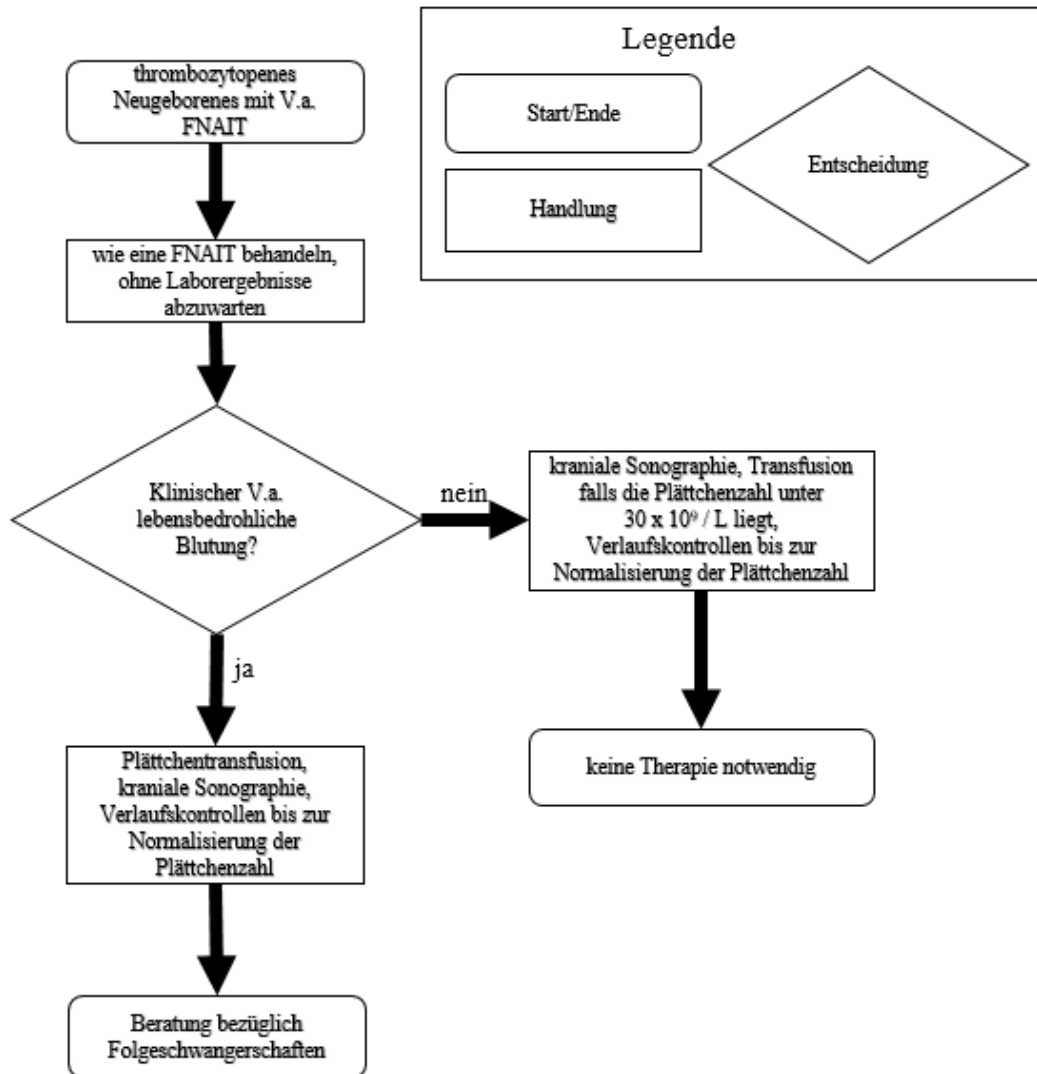 Legende
Start/Ende
Handlung
Entscheidung
thrombozytopenes
Neugeborenes mit V.a.
FNAIT
wie eine FNAIT behandeln,
ohne Laborergebnisse
abzuwarten
Klinischer V.a.
lebensbedrohliche
Blutung?
nein
kraniale Sonographie, Transfusion
falls die Plättchenzahl unter
30 x 10⁹ / L liegt,
Verlaufskontrollen bis zur
Normalisierung der Plättchenzahl
keine Therapie notwendig
ja
Plättchentransfusion,
kraniale Sonographie,
Verlaufskontrollen bis zur
Normalisierung der
Plättchenzahl
Beratung bezüglich
Folgeschwangerschaften